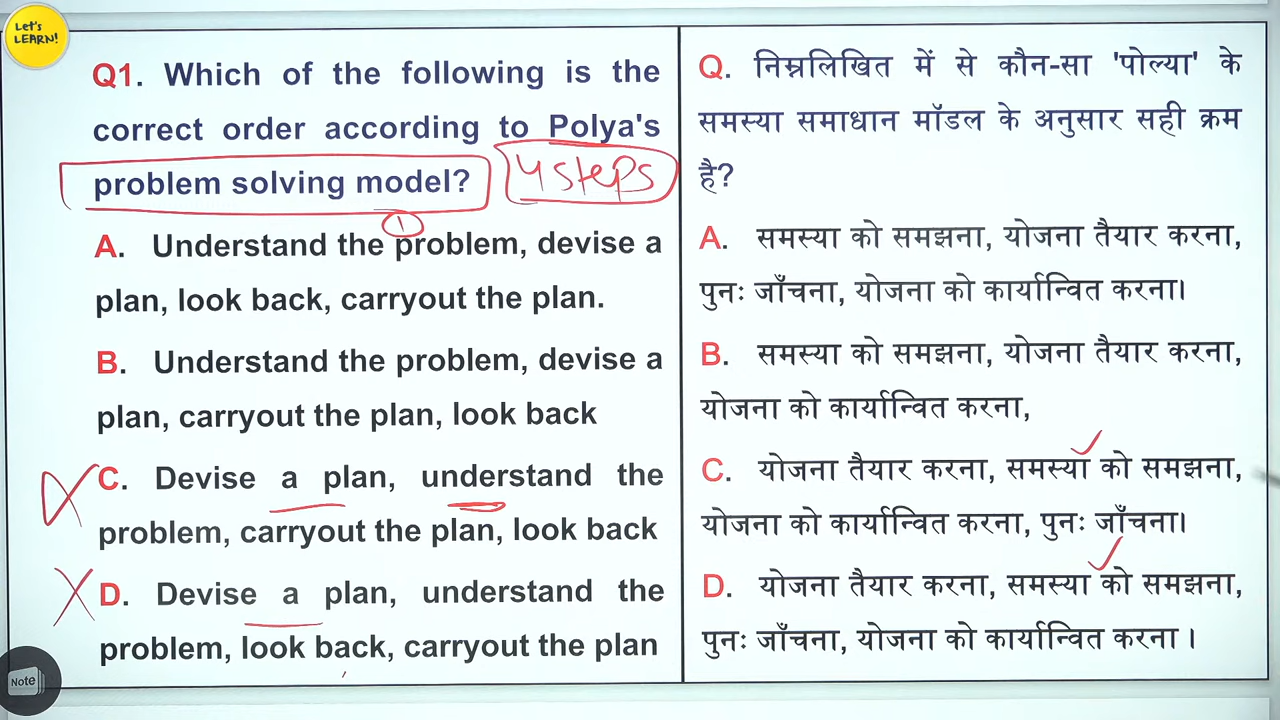 Let's
LEARN!
Q1. Which of the following is the
correct order according to Polya's
problem solving model?
4 steps
1
A. Understand the problem, devise a
plan, look back, carryout the plan.
B. Understand the problem, devise a
plan, carryout the plan, look back
C. Devise a plan, understand the
problem, carryout the plan, look back
D. Devise a plan, understand the
problem, look back, carryout the plan
Q. निम्नलिखित में से कौन-सा 'पोल्या' के
समस्या समाधान मॉडल के अनुसार सही क्रम
है?
A. समस्या को समझना, योजना तैयार करना,
पुनः जाँचना, योजना को कार्यान्वित करना।
B. समस्या को समझना, योजना तैयार करना,
योजना को कार्यान्वित करना,
C. योजना तैयार करना, समस्या को समझना,
योजना को कार्यान्वित करना, पुनः जाँचना।
D. योजना तैयार करना, समस्या को समझना,
पुनः जाँचना, योजना को कार्यान्वित करना ।
Note